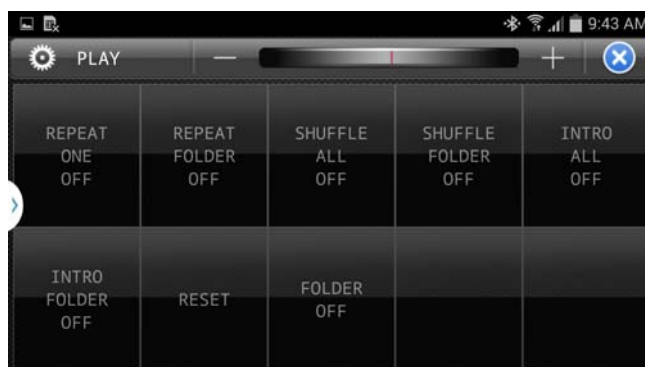 9:43 AM
PLAY
REPEAT
ONE
OFF
REPEAT
FOLDER
OFF
SHUFFLE
ALL
OFF
SHUFFLE
FOLDER
OFF
INTRO
ALL
OFF
INTRO
FOLDER
OFF
RESET
FOLDER
OFF